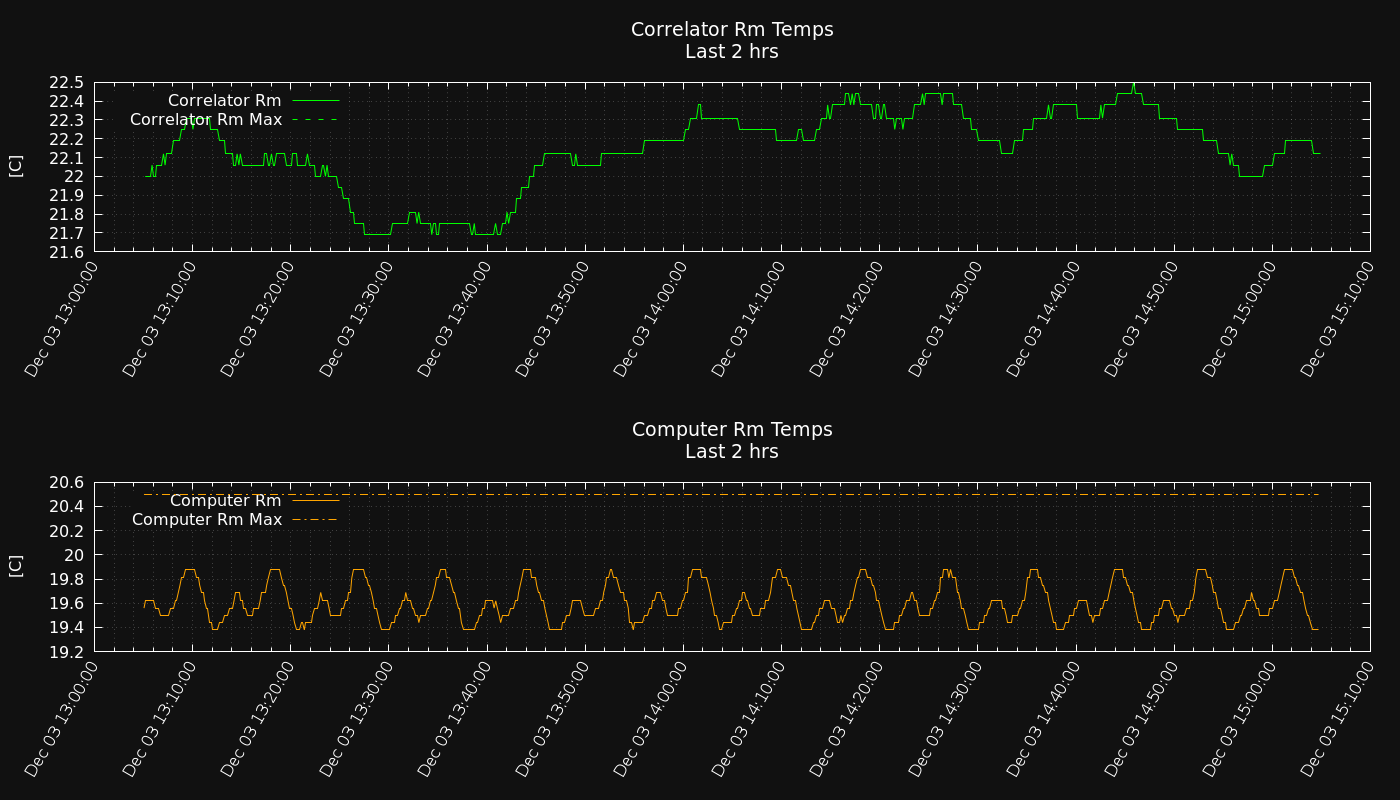 Correlator Rm Temps
Last 2 hrs
22.5
22.4
22.3
22.2
22.1
22
21.9
21.8
21.7
21.6
[C]
Correlator Rm
Correlator Rm Max
Dec 03 13:00:00
Dec 03 13:10:00
Dec 03 13:20:00
Dec 03 13:30:00
Dec 03 13:40:00
Dec 03 13:50:00
Dec 03 14:00:00
Dec 03 14:10:00
Dec 03 14:20:00
Dec 03 14:30:00
Dec 03 14:40:00
Dec 03 14:50:00
Dec 03 15:00:00
Dec 03 15:10:00
Computer Rm Temps
Last 2 hrs
20.6
20.4
20.2
20
19.8
19.6
19.4
19.2
[C]
Computer Rm
Computer Rm Max
Dec 03 13:00:00
Dec 03 13:10:00
Dec 03 13:20:00
Dec 03 13:30:00
Dec 03 13:40:00
Dec 03 13:50:00
Dec 03 14:00:00
Dec 03 14:10:00
Dec 03 14:20:00
Dec 03 14:30:00
Dec 03 14:40:00
Dec 03 14:50:00
Dec 03 15:00:00
Dec 03 15:10:00